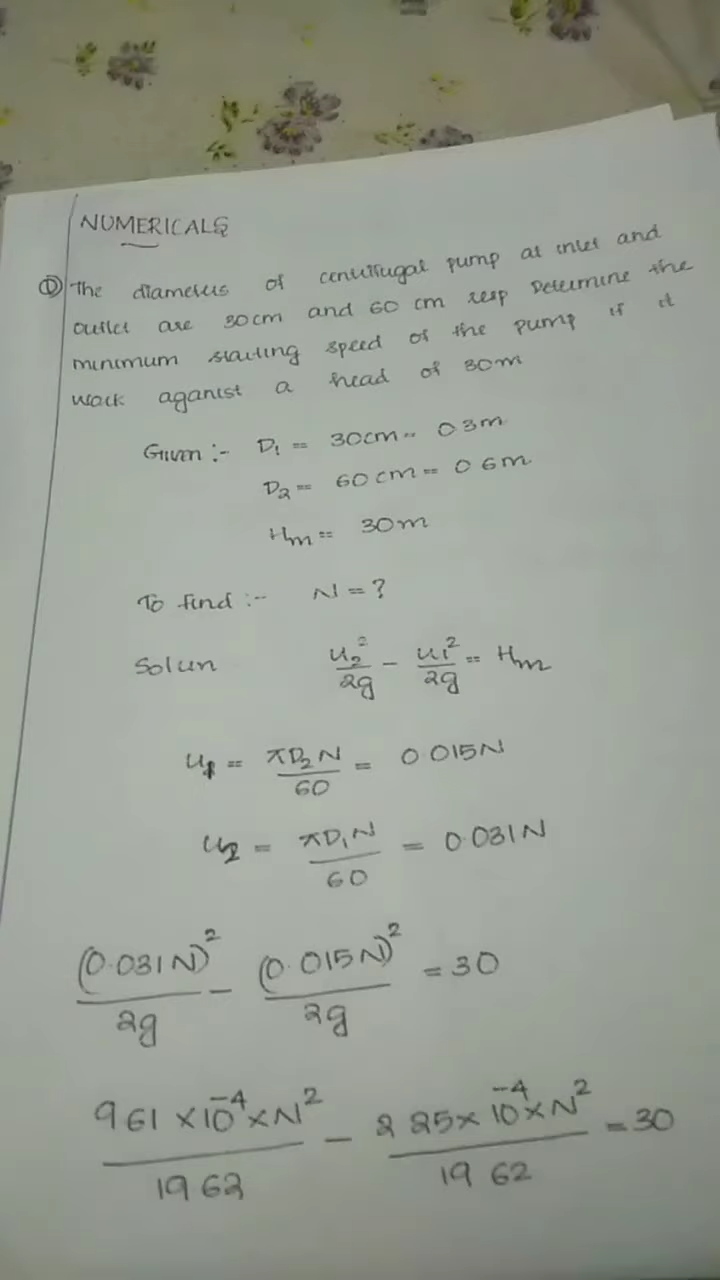 NUMERICALS
① The diameters of centrifugal pump at inlet and
outlet are 30cm and 60 cm resp Determine the
minimum starting speed of the pump if it
work aganist a head of 30m
Given :- D₁ = 30cm = 0.3m
D₂ = 60cm = 0.6m
Hm = 30m
To find :- N = ?
Solun u₂²/2g - u₁²/2g = Hm
u₁ = πD₂N/60 = 0.015N
u₂ = πD₁N/60 = 0.031N
(0.031N)²/2g - (0.015N)²/2g = 30
9.61 × 10⁻⁴ × N²/19.62 - 2.25 × 10⁻⁴ × N²/19.62 = 30